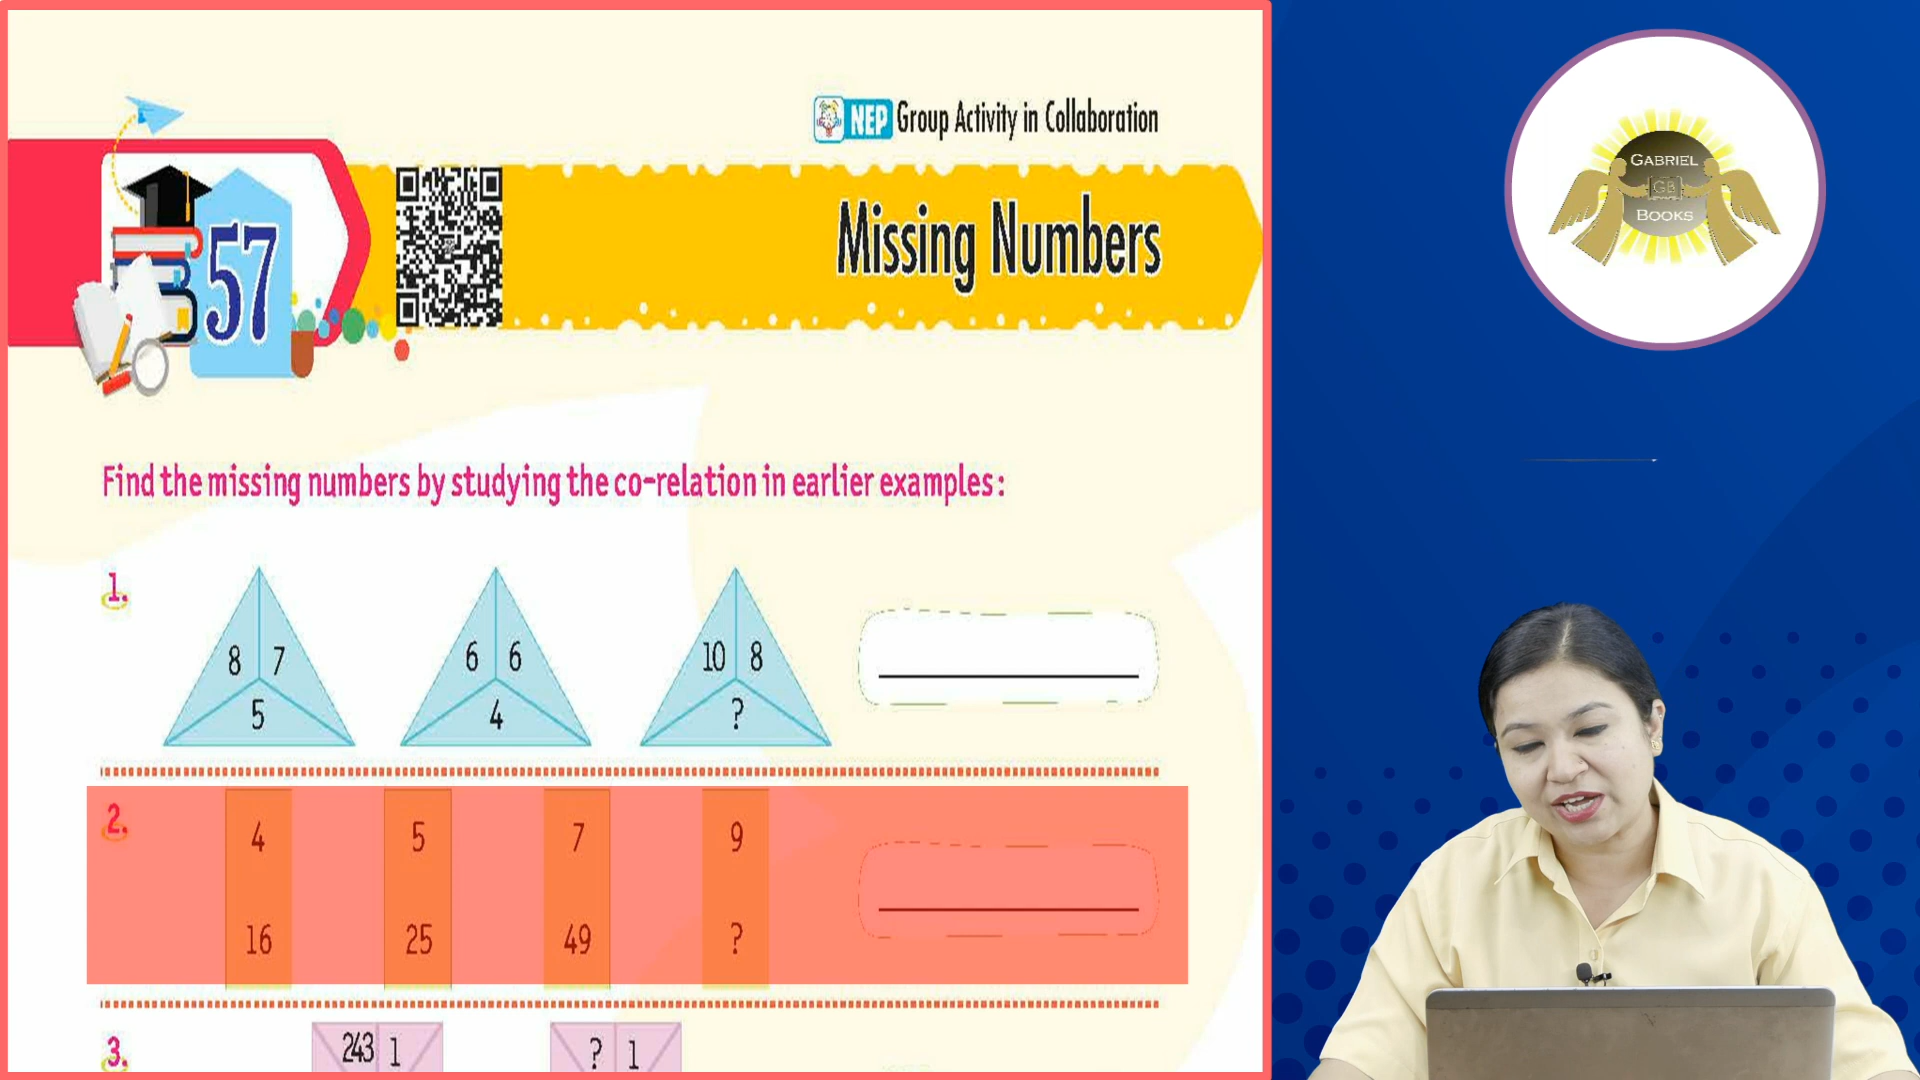 NEP Group Activity in Collaboration
57
Missing Numbers
GABRIEL
GB
BOOKS
Find the missing numbers by studying the co-relation in earlier examples :
1.
8 7 6 6 10 8
5 4 ?
2.
4 5 7 9
16 25 49 ?
3.
243 1 ? 1